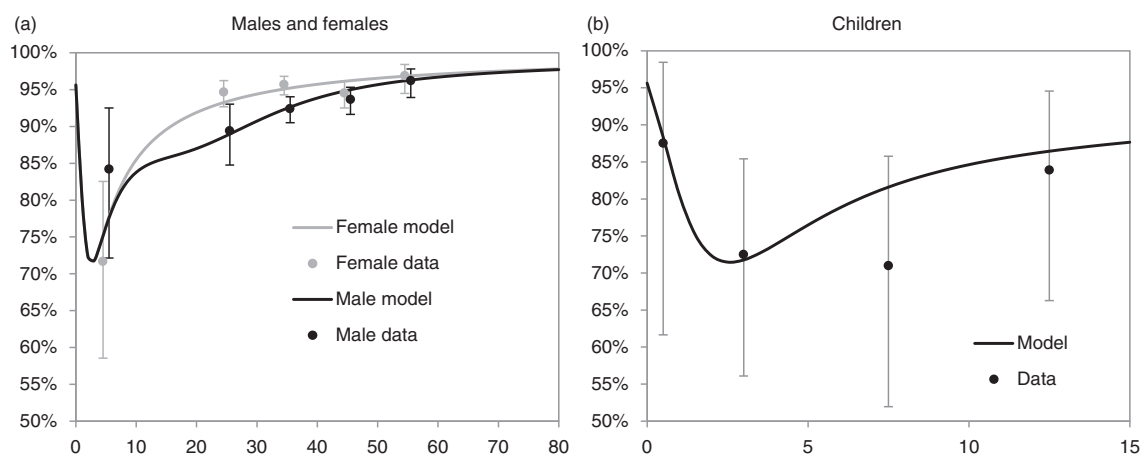 (a) Males and females
100%
95%
90%
85%
80%
75%
70%
65%
60%
55%
50%
0 10 20 30 40 50 60 70 80
Female model
Female data
Male model
Male data
(b) Children
100%
95%
90%
85%
80%
75%
70%
65%
60%
55%
50%
0 5 10 15
Model
Data